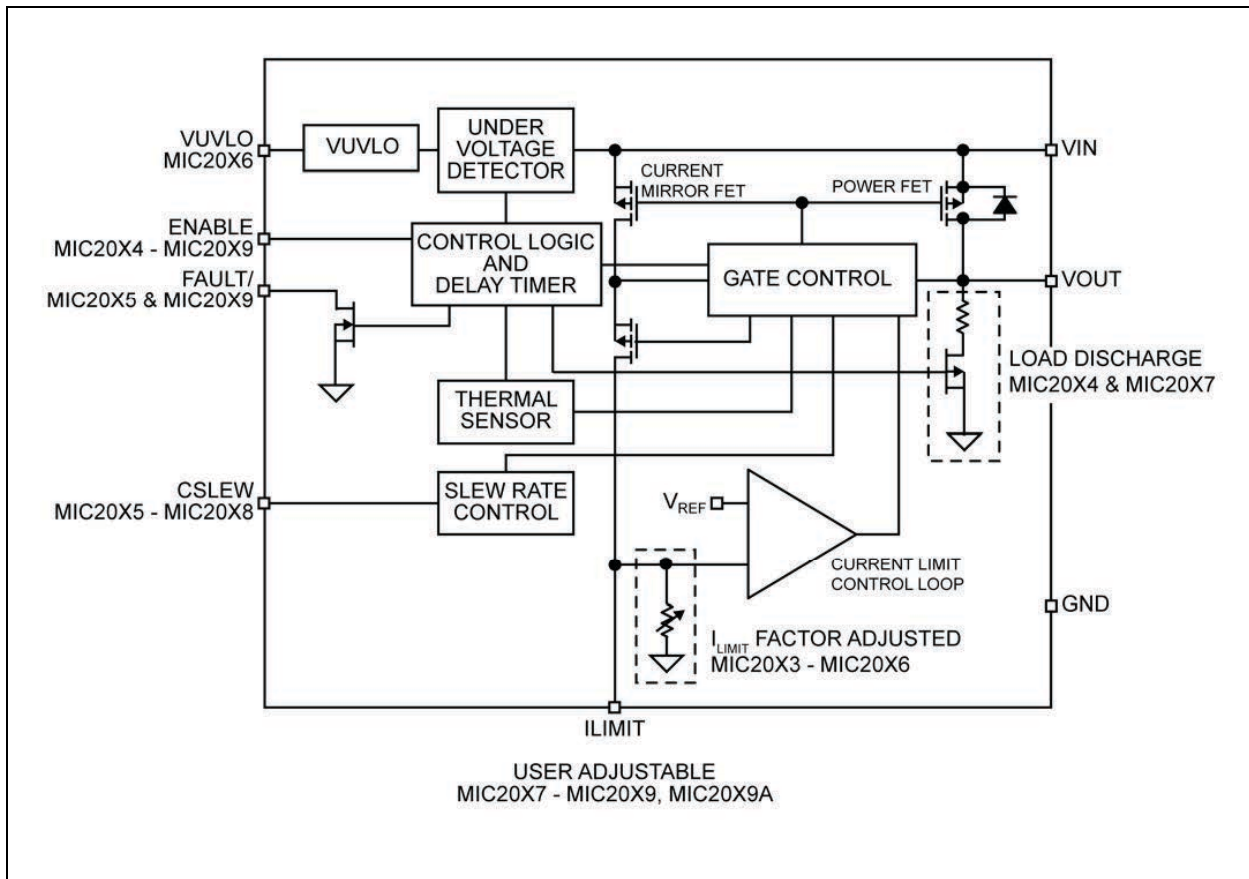 VUVLO
MIC20X6
VUVLO
UNDER
VOLTAGE
DETECTOR
VIN
CURRENT
MIRROR FET
POWER FET
ENABLE
MIC20X4 - MIC20X9
CONTROL LOGIC
AND
DELAY TIMER
GATE CONTROL
FAULT/
MIC20X5 & MIC20X9
VOUT
LOAD DISCHARGE
MIC20X4 & MIC20X7
THERMAL
SENSOR
CSLEW
MIC20X5 - MIC20X8
SLEW RATE
CONTROL
VREF
CURRENT LIMIT
CONTROL LOOP
GND
ILIMIT FACTOR ADJUSTED
MIC20X3 - MIC20X6
ILIMIT
USER ADJUSTABLE
MIC20X7 - MIC20X9, MIC20X9A